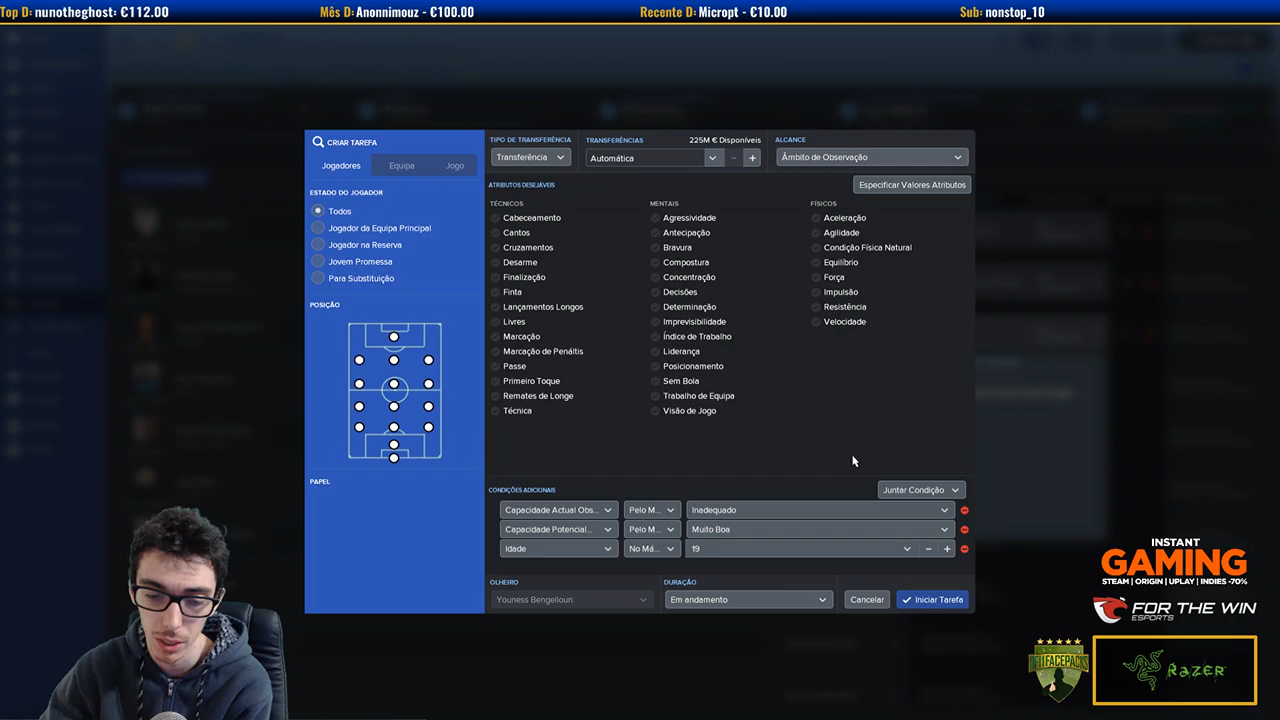 Top D: nunotheghost: €112.00
Mês D: Anonnimouz - €100.00
Recente D: Micropt - €10.00
Sub: nonstop_10
CRIAR TAREFA
Jogadores
Equipa
Jogo
ESTADO DO JOGADOR
Todos
Jogador da Equipa Principal
Jogador na Reserva
Jovem Promessa
Para Substituição
POSIÇÃO
PAPEL
TIPO DE TRANSFERÊNCIA
Transferência
TRANSFERÊNCIAS
225M € Disponíveis
Automática
ALCANCE
Âmbito de Observação
ATRIBUTOS DESEJÁVEIS
Especificar Valores Atributos
TÉCNICOS
Cabeceamento
Cantos
Cruzamentos
Desarme
Finalização
Finta
Lançamentos Longos
Livres
Marcação
Marcação de Penáltis
Passe
Primeiro Toque
Remates de Longe
Técnica
MENTAIS
Agressividade
Antecipação
Bravura
Compostura
Concentração
Decisões
Determinação
Imprevisibilidade
Índice de Trabalho
Liderança
Posicionamento
Sem Bola
Trabalho de Equipa
Visão de Jogo
FÍSICOS
Aceleração
Agilidade
Condição Física Natural
Equilíbrio
Força
Impulsão
Resistência
Velocidade
CONDIÇÕES ADICIONAIS
Juntar Condição
Capacidade Actual Obs... Pelo M... Inadequado
Capacidade Potencial... Pelo M... Muito Boa
Idade No Má... 19
OLHEIRO
Youness Bengelloun
DURAÇÃO
Em andamento
Cancelar
Iniciar Tarefa
INSTANT
GAMING
STEAM | ORIGIN | UPLAY | INDIES -70%
FOR THE WIN
ESPORTS
FACEPACKS
RAZER